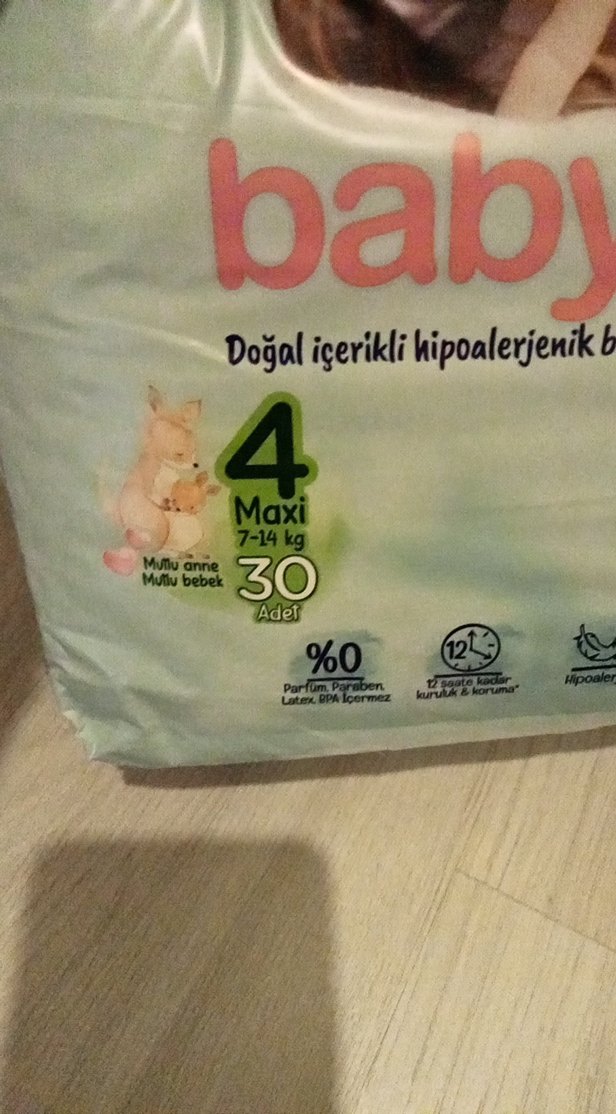 baby
Doğal içerikli hipoalerjenik
4
Maxi
7-14 kg
30
Adet
Mutlu anne
Mutlu bebek
%0
Parfüm, Paraben,
Latex, BPA İçermez
12
12 saate kadar
kuruluk & koruma*